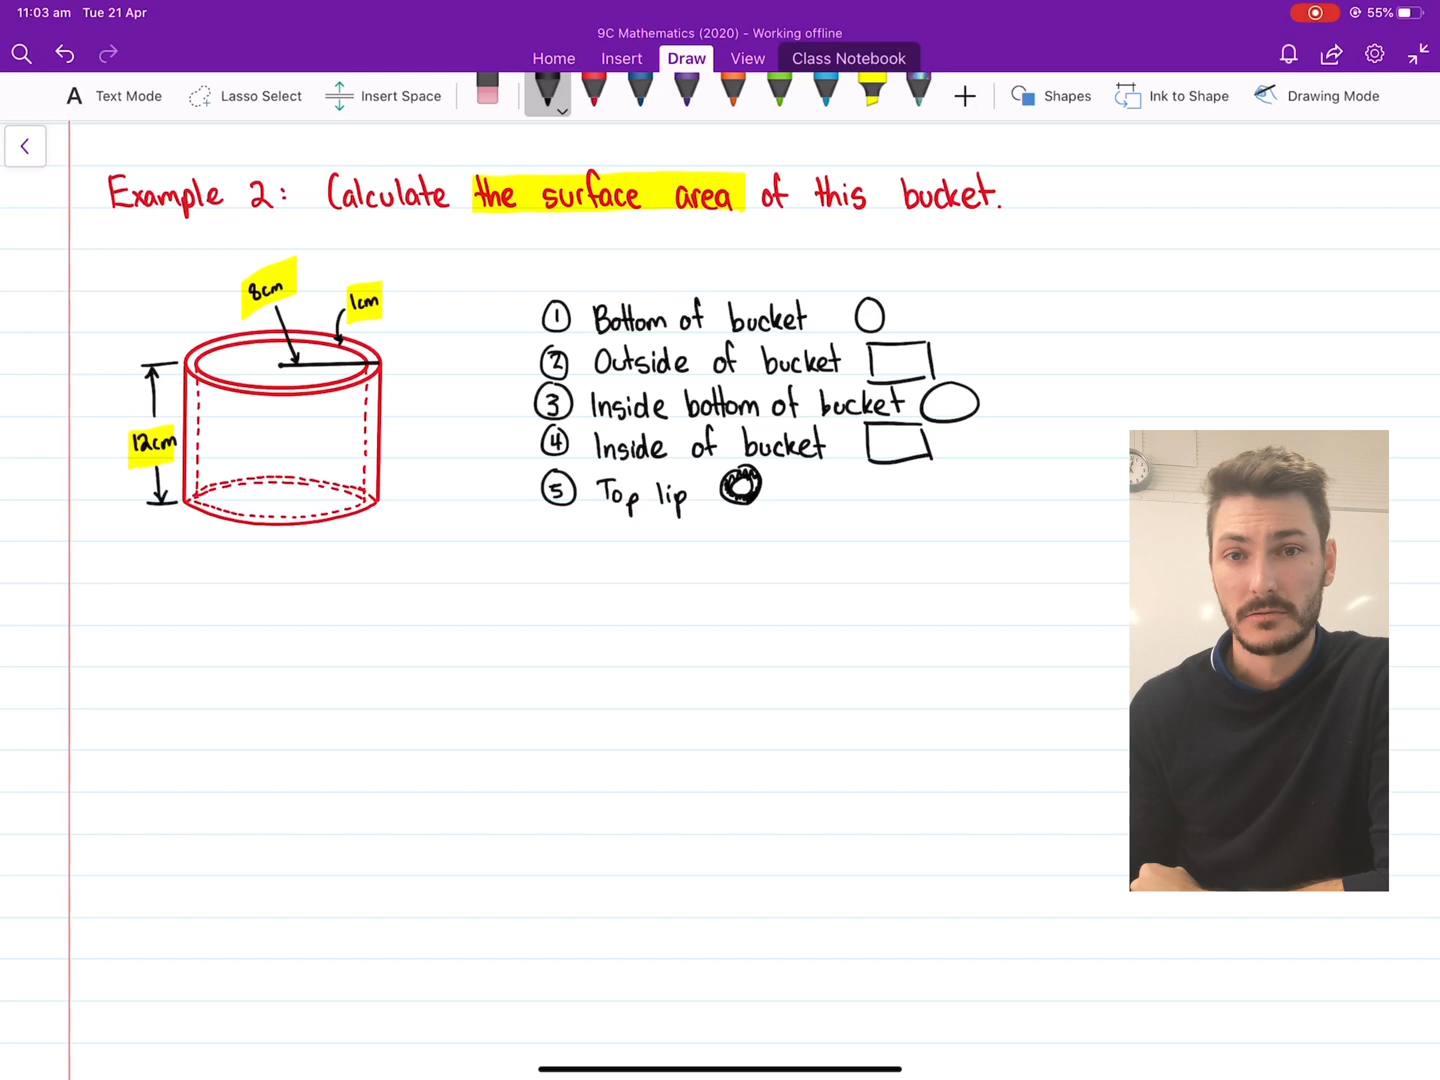 11:03 am Tue 21 Apr
55%
9C Mathematics (2020) - Working offline
Home Insert Draw View Class Notebook
A Text Mode Lasso Select Insert Space Shapes Ink to Shape Drawing Mode
Example 2: Calculate the surface area of this bucket.
8cm
1cm
12cm
① Bottom of bucket
② Outside of bucket
③ Inside bottom of bucket
④ Inside of bucket
⑤ Top lip